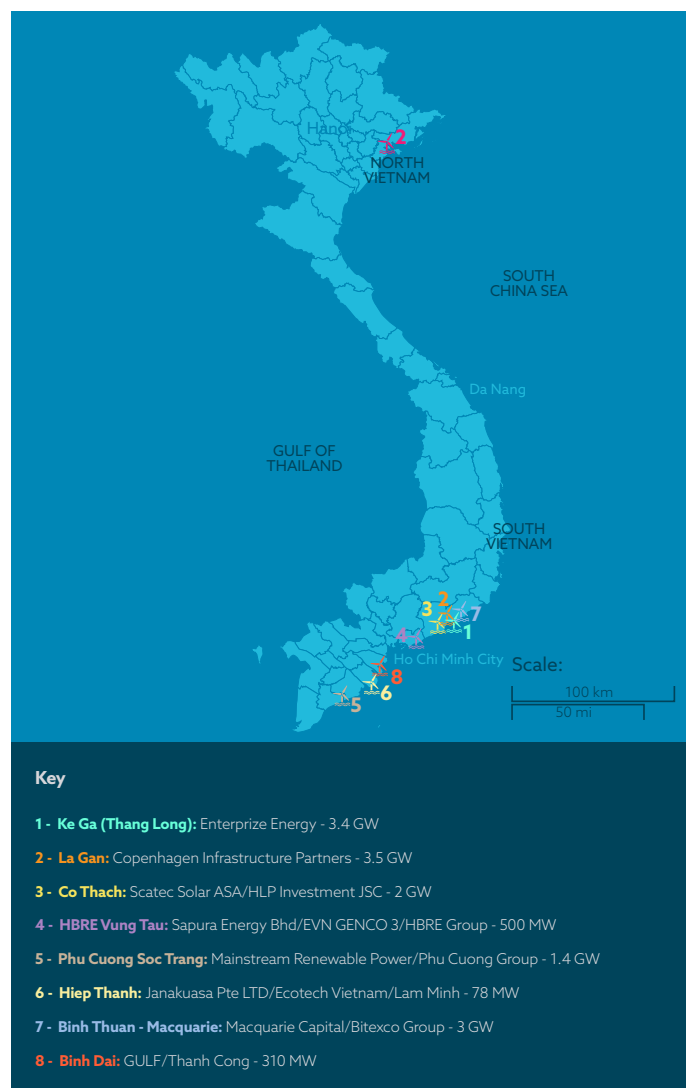 Hanoi
2
NORTH
VIETNAM
SOUTH
CHINA SEA
Da Nang
GULF OF
THAILAND
SOUTH
VIETNAM
2
3
7
1
4
Ho Chi Minh City
Scale:
8
6
100 km
5
50 mi
Key
1 - Ke Ga (Thang Long): Enterprize Energy - 3.4 GW
2 - La Gan: Copenhagen Infrastructure Partners - 3.5 GW
3 - Co Thach: Scatec Solar ASA/HLP Investment JSC - 2 GW
4 - HBRE Vung Tau: Sapura Energy Bhd/EVN GENCO 3/HBRE Group - 500 MW
5 - Phu Cuong Soc Trang: Mainstream Renewable Power/Phu Cuong Group - 1.4 GW
6 - Hiep Thanh: Janakuasa Pte LTD/Ecotech Vietnam/Lam Minh - 78 MW
7 - Binh Thuan - Macquarie: Macquarie Capital/Bitexco Group - 3 GW
8 - Binh Dai: GULF/Thanh Cong - 310 MW